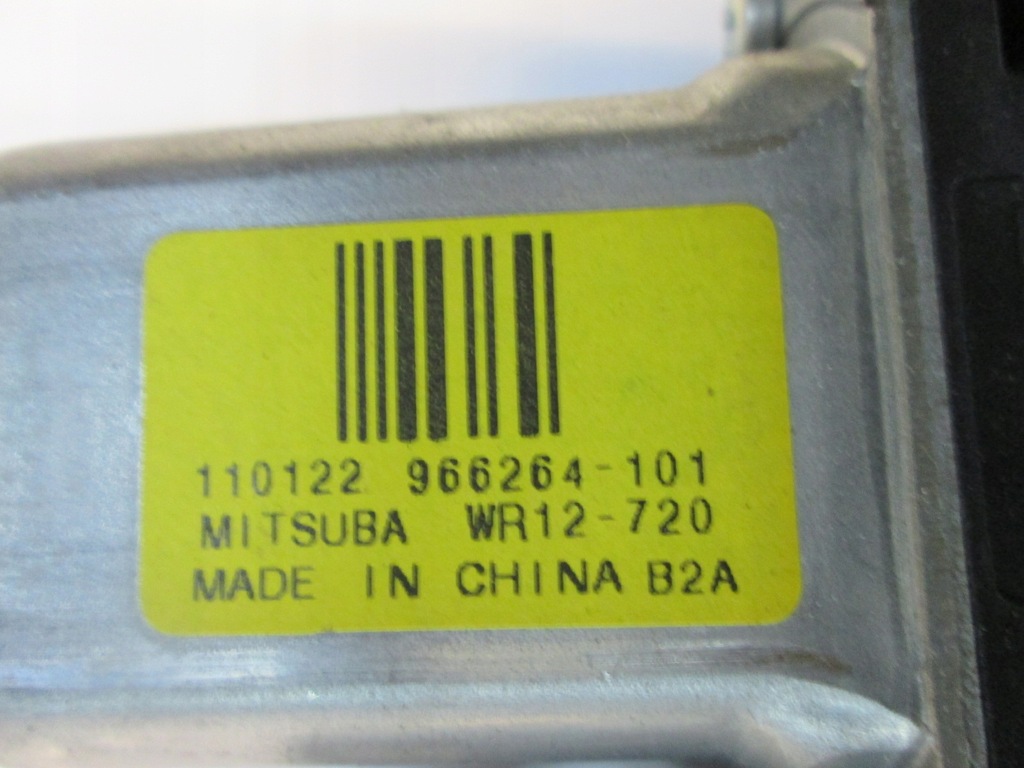 110122 966264-101
MITSUBA WR12-720
MADE IN CHINA B2A